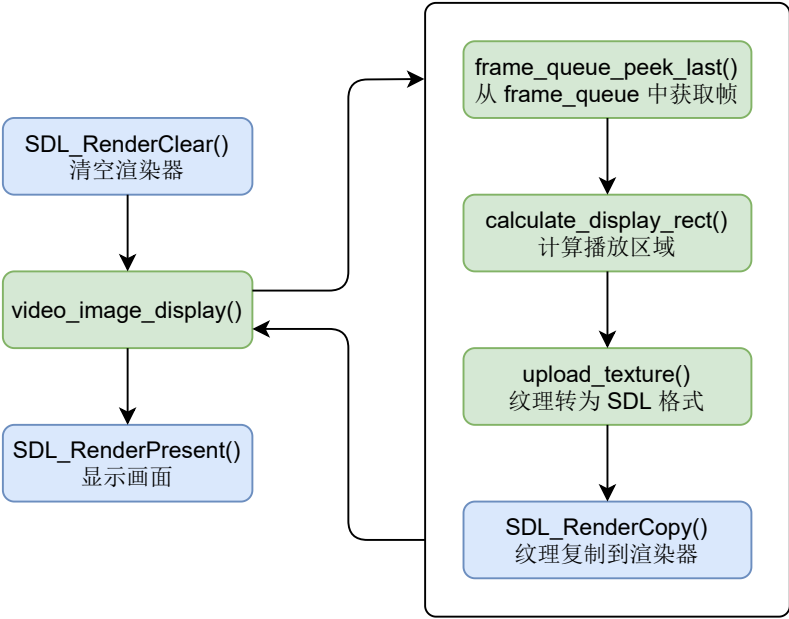 SDL_RenderClear()
清空渲染器
video_image_display()
SDL_RenderPresent()
显示画面
frame_queue_peek_last()
从 frame_queue 中获取帧
calculate_display_rect()
计算播放区域
upload_texture()
纹理转为 SDL 格式
SDL_RenderCopy()
纹理复制到渲染器